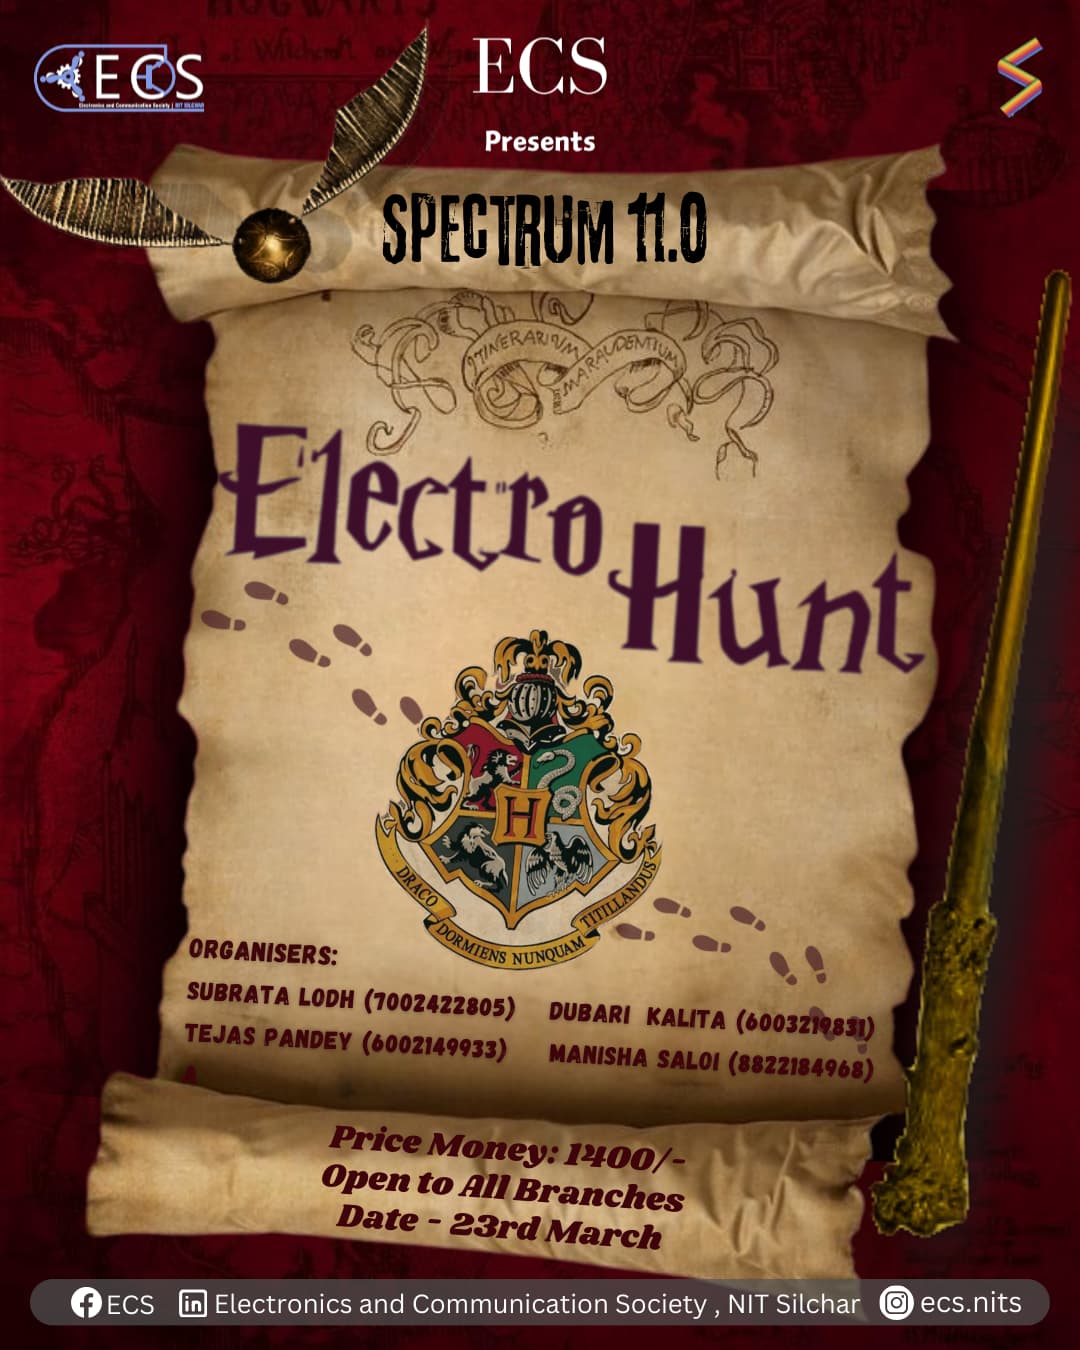 HOGWARTS
ECS
Electronics and Communication Society | NIT SILCHAR
ECS
Presents
SPECTRUM 11.0
ITINERARIUM
MARAUDENTIUM
Electro Hunt
H
DRACO
DORMIENS NUNQUAM
TITILLANDUS
ORGANISERS:
SUBRATA LODH (7002422805) DUBARI KALITA (6003219831)
TEJAS PANDEY (6002149933) MANISHA SALOI (8822184968)
Price Money: 1400/-
Open to All Branches
Date - 23rd March
ECS Electronics and Communication Society , NIT Silchar ecs.nits